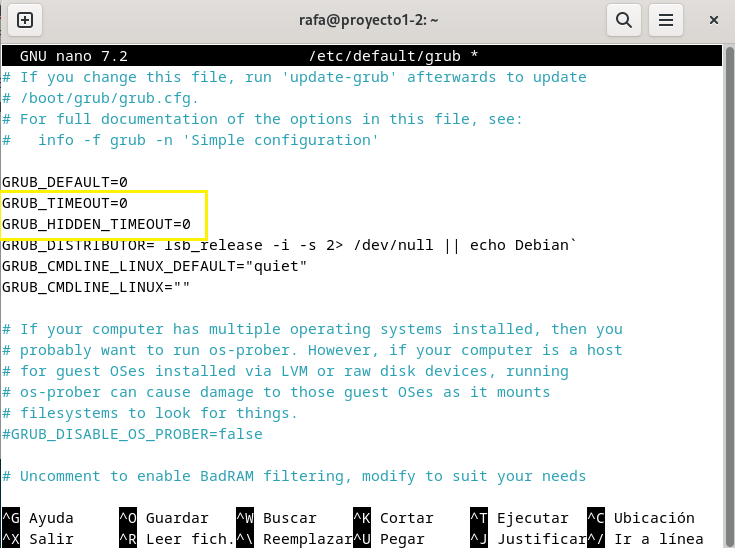 rafa@proyecto1-2: ~
GNU nano 7.2 /etc/default/grub *
# If you change this file, run 'update-grub' afterwards to update
# /boot/grub/grub.cfg.
# For full documentation of the options in this file, see:
#   info -f grub -n 'Simple configuration'
GRUB_DEFAULT=0
GRUB_TIMEOUT=0
GRUB_HIDDEN_TIMEOUT=0
GRUB_DISTRIBUTOR=`lsb_release -i -s 2> /dev/null || echo Debian`
GRUB_CMDLINE_LINUX_DEFAULT="quiet"
GRUB_CMDLINE_LINUX=""
# If your computer has multiple operating systems installed, then you
# probably want to run os-prober. However, if your computer is a host
# for guest OSes installed via LVM or raw disk devices, running
# os-prober can cause damage to those guest OSes as it mounts
# filesystems to look for things.
#GRUB_DISABLE_OS_PROBER=false
# Uncomment to enable BadRAM filtering, modify to suit your needs
^G Ayuda ^O Guardar ^W Buscar ^K Cortar ^T Ejecutar ^C Ubicación
^X Salir ^R Leer fich. ^\ Reemplazar ^U Pegar ^J Justificar ^/ Ir a línea